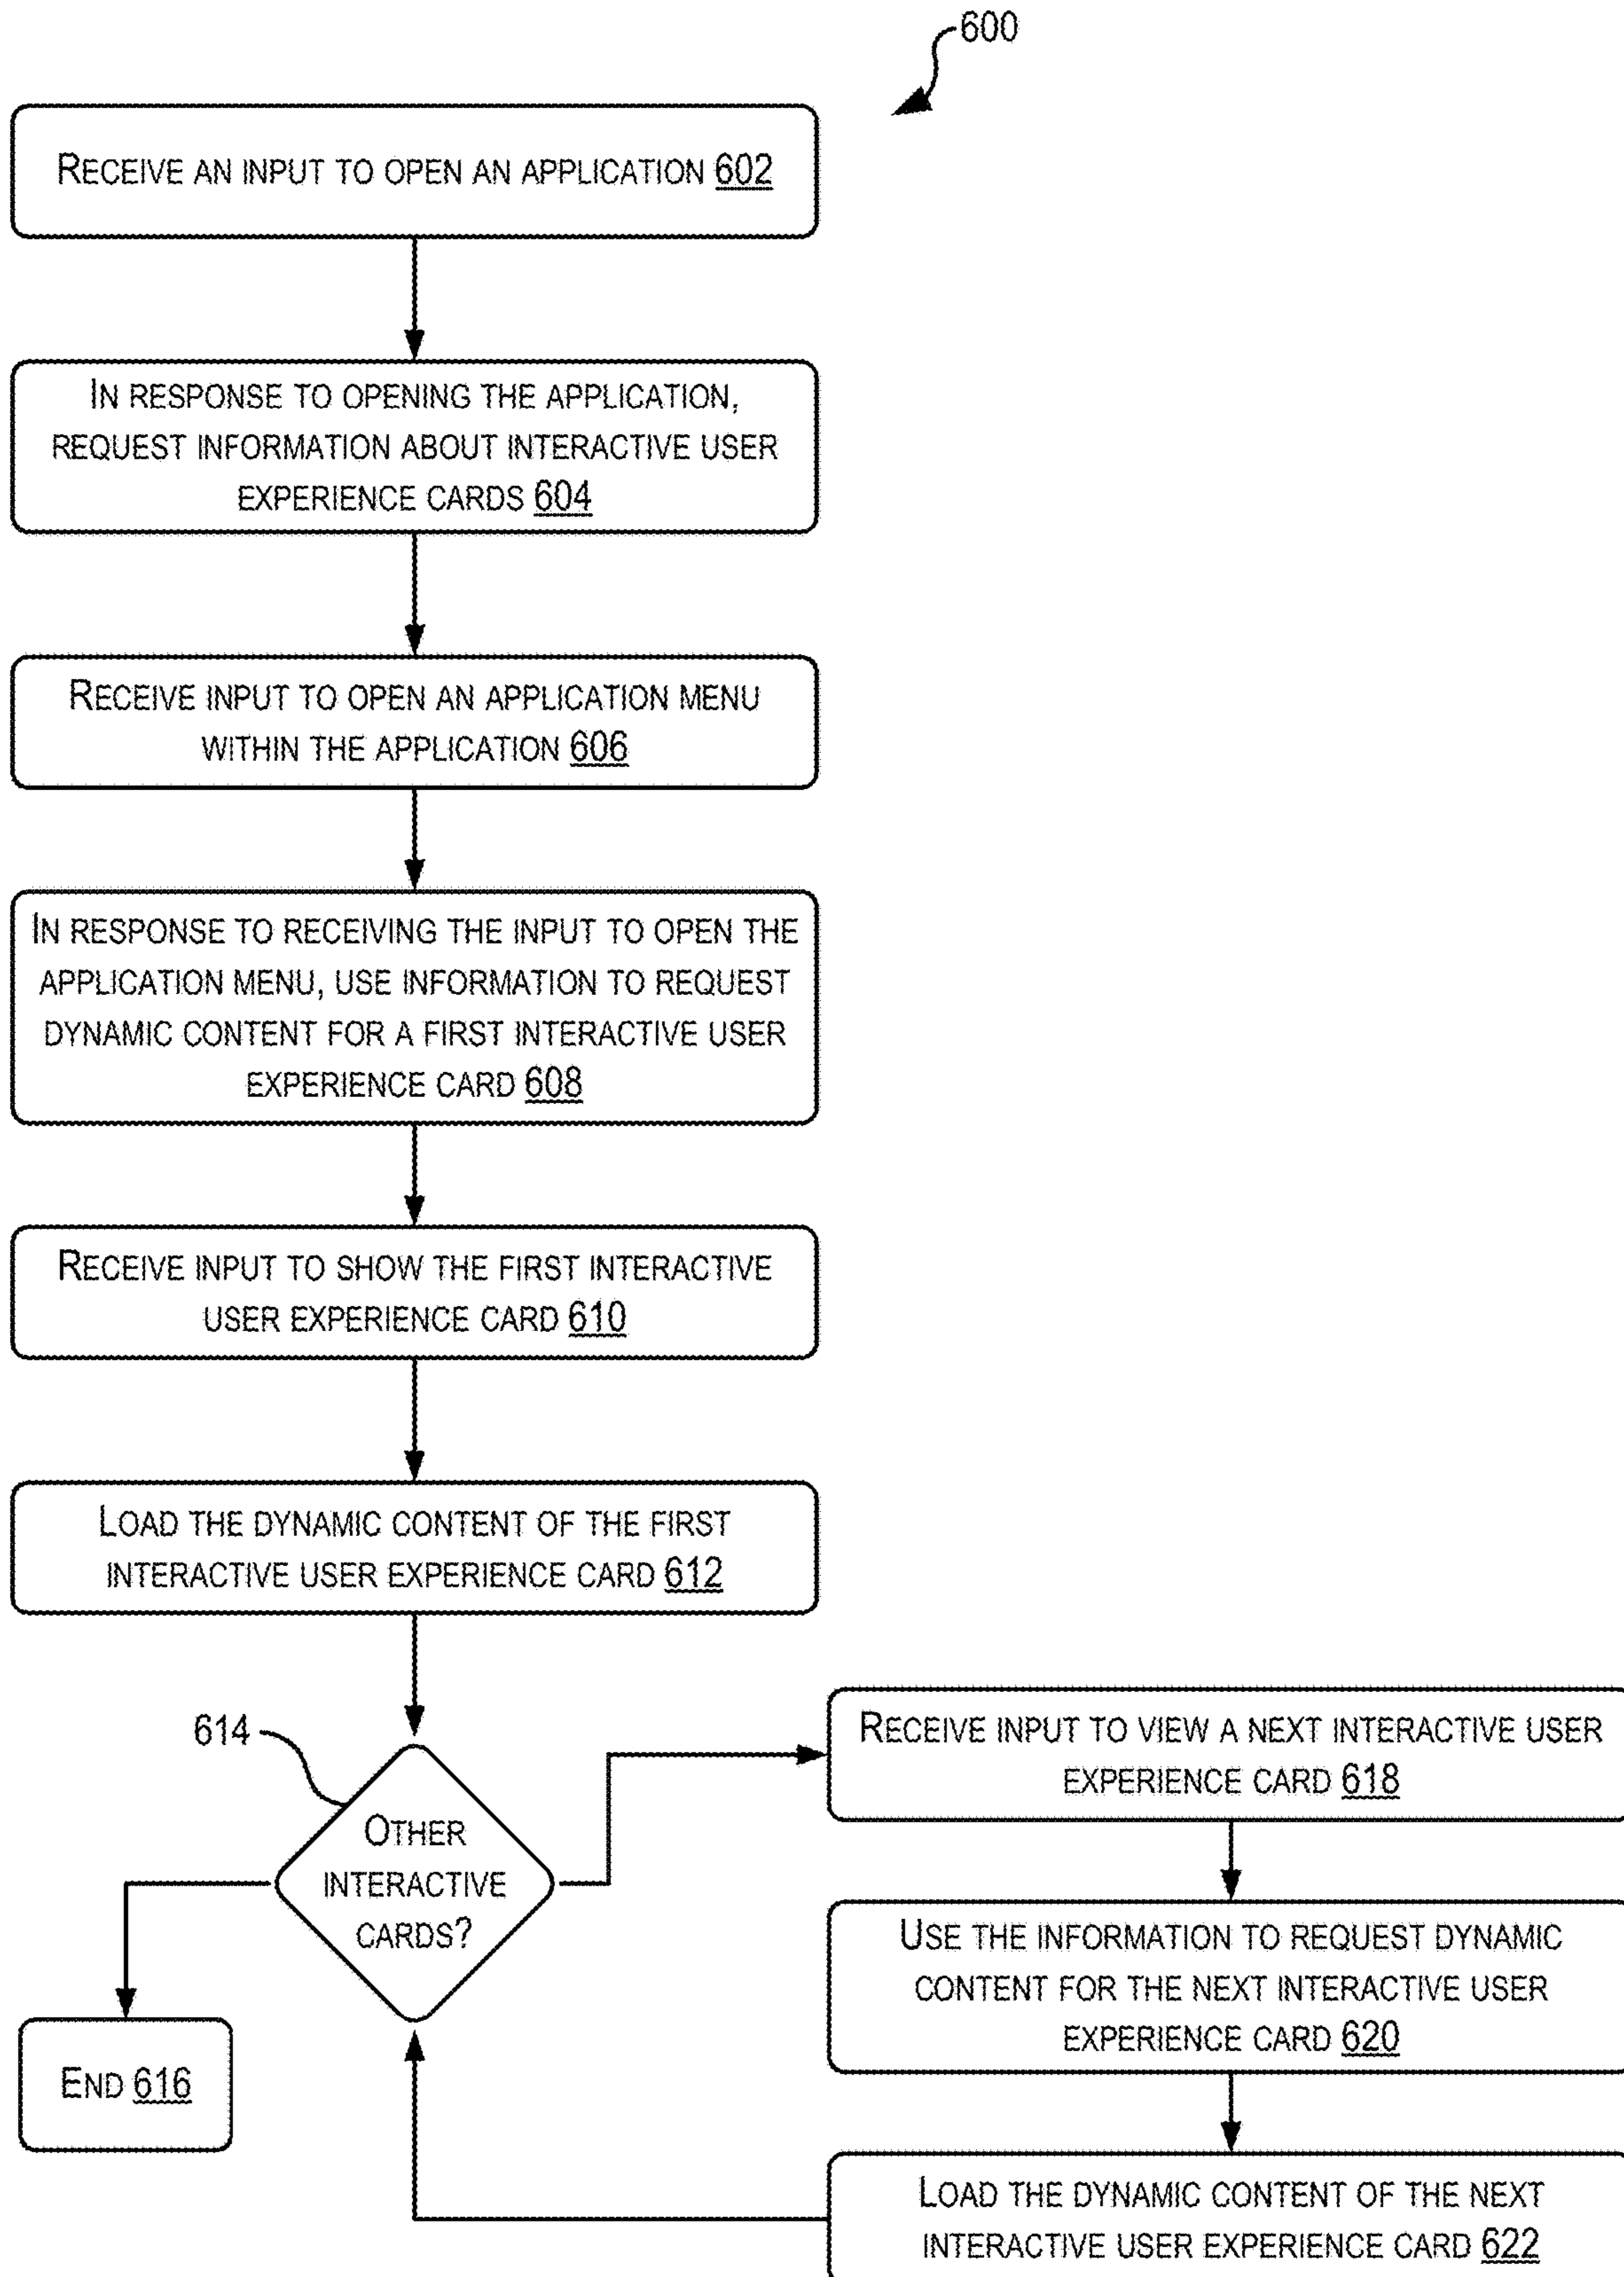 600
RECEIVE AN INPUT TO OPEN AN APPLICATION 602
IN RESPONSE TO OPENING THE APPLICATION,
REQUEST INFORMATION ABOUT INTERACTIVE USER
EXPERIENCE CARDS 604
RECEIVE INPUT TO OPEN AN APPLICATION MENU
WITHIN THE APPLICATION 606
IN RESPONSE TO RECEIVING THE INPUT TO OPEN THE
APPLICATION MENU, USE INFORMATION TO REQUEST
DYNAMIC CONTENT FOR A FIRST INTERACTIVE USER
EXPERIENCE CARD 608
RECEIVE INPUT TO SHOW THE FIRST INTERACTIVE
USER EXPERIENCE CARD 610
LOAD THE DYNAMIC CONTENT OF THE FIRST
INTERACTIVE USER EXPERIENCE CARD 612
614
OTHER
INTERACTIVE
CARDS?
END 616
RECEIVE INPUT TO VIEW A NEXT INTERACTIVE USER
EXPERIENCE CARD 618
USE THE INFORMATION TO REQUEST DYNAMIC
CONTENT FOR THE NEXT INTERACTIVE USER
EXPERIENCE CARD 620
LOAD THE DYNAMIC CONTENT OF THE NEXT
INTERACTIVE USER EXPERIENCE CARD 622